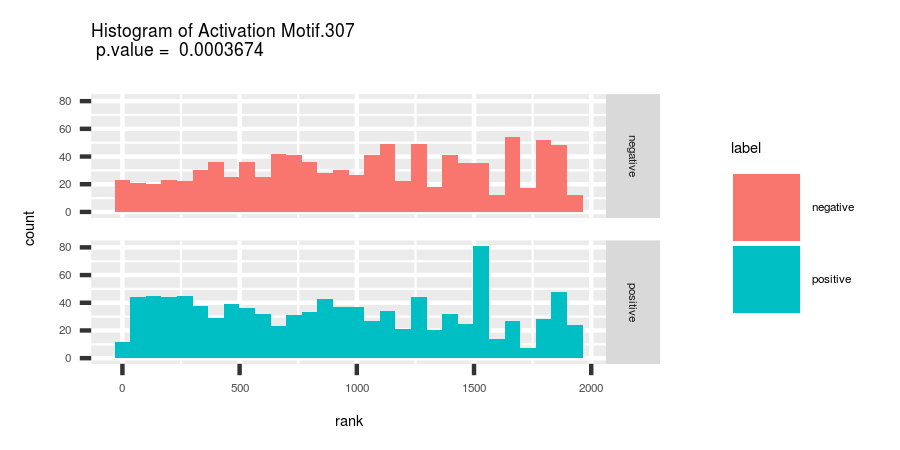 Histogram of Activation Motif.307
p.value =  0.0003674
count
80
60
40
20
0
negative
80
60
40
20
0
positive
0
500
1000
1500
2000
rank
label
negative
positive